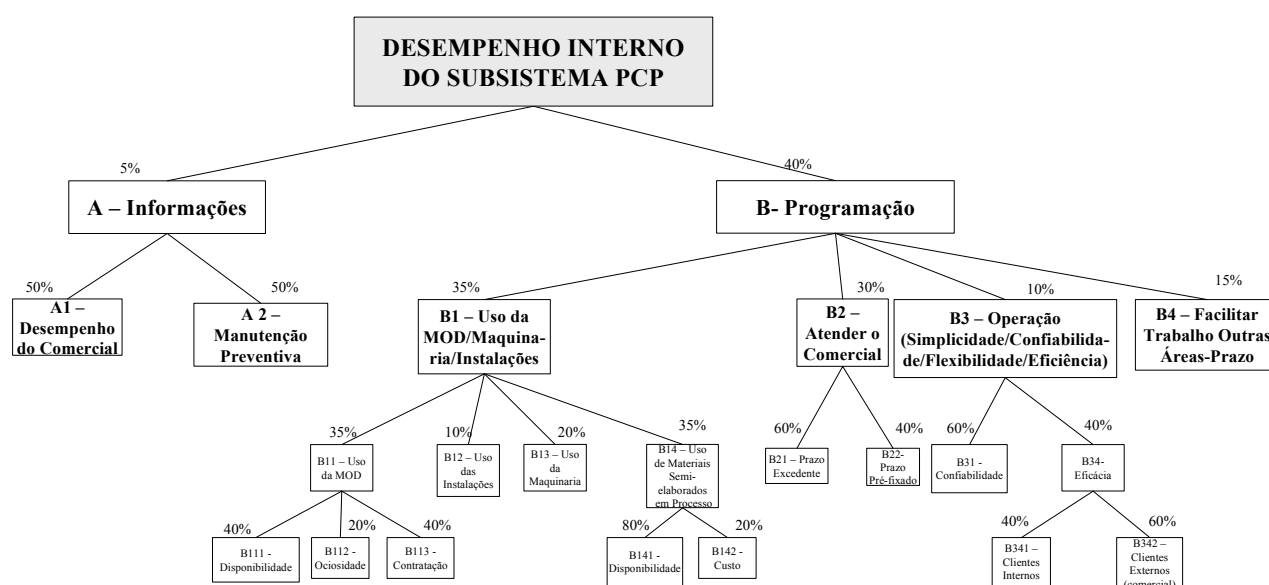 DESEMPENHO INTERNO
DO SUBSISTEMA PCP
5%
40%
A – Informações
B- Programação
50%
50%
35%
30%
10%
15%
A1 –
Desempenho
do Comercial
A 2 –
Manutenção
Preventiva
B1 – Uso da
MOD/Maquina-
ria/Instalações
B2 –
Atender o
Comercial
B3 – Operação
(Simplicidade/Confiabilida-
de/Flexibilidade/Eficiência)
B4 – Facilitar
Trabalho Outras
Áreas-Prazo
35%
10%
20%
35%
60%
40%
60%
40%
B11 – Uso
da MOD
B12 – Uso
das
Instalações
B13 – Uso
da
Maquinaria
B14 – Uso
de Materiais
Semi-
elaborados
em Processo
B21 – Prazo
Excedente
B22-
Prazo
Pré-fixado
B31 -
Confiabilidade
B34-
Eficácia
40%
20%
40%
80%
20%
40%
60%
B111 -
Disponibilidade
B112 -
Ociosidade
B113 -
Contratação
B141 -
Disponibilidade
B142 -
Custo
B341 –
Clientes
Internos
B342 –
Clientes
Externos
(comercial)